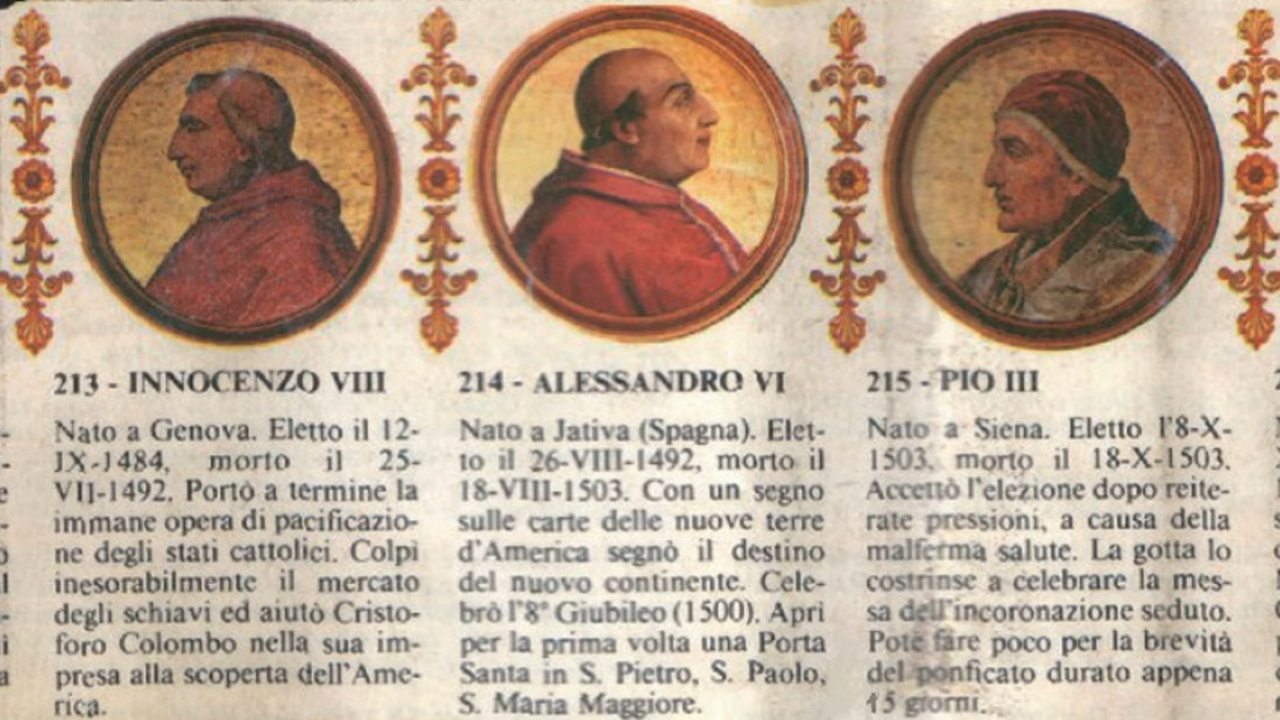 213 - INNOCENZO VIII
Nato a Genova. Eletto il 12-
IX-1484, morto il 25-
VII-1492. Portò a termine la
immane opera di pacificazio-
ne degli stati cattolici. Colpì
inesorabilmente il mercato
degli schiavi ed aiutò Cristo-
foro Colombo nella sua im-
presa alla scoperta dell'Ame-
rica.
214 - ALESSANDRO VI
Nato a Jativa (Spagna). Elet-
to il 26-VIII-1492, morto il
18-VIII-1503. Con un segno
sulle carte delle nuove terre
d'America segnò il destino
del nuovo continente. Cele-
brò l'8° Giubileo (1500). Aprì
per la prima volta una Porta
Santa in S. Pietro, S. Paolo,
S. Maria Maggiore.
215 - PIO III
Nato a Siena. Eletto l'8-X-
1503, morto il 18-X-1503.
Accettò l'elezione dopo reite-
rate pressioni, a causa della
malferma salute. La gotta lo
costrinse a celebrare la mes-
sa dell'incoronazione seduto.
Potè fare poco per la brevità
del ponficato durato appena
15 giorni.